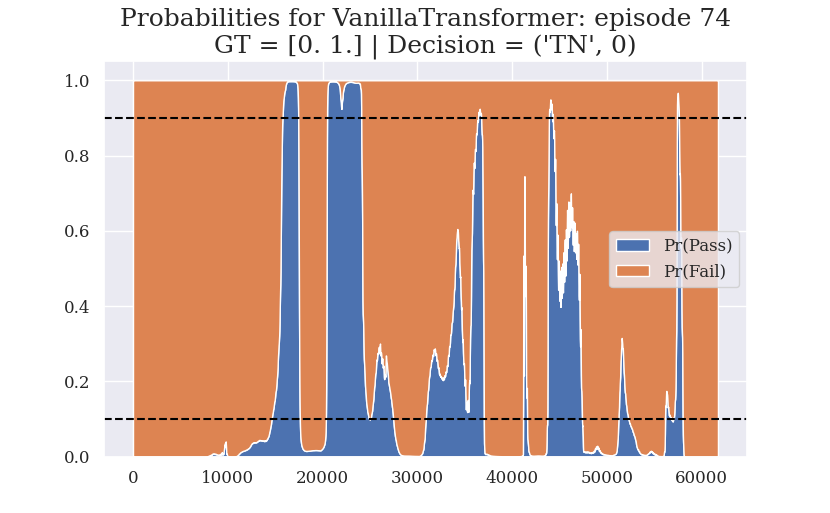 Probabilities for VanillaTransformer: episode 74
GT = [0. 1.] | Decision = ('TN', 0)
1.0
0.8
0.6
0.4
0.2
0.0
Pr(Pass)
Pr(Fail)
0 10000 20000 30000 40000 50000 60000